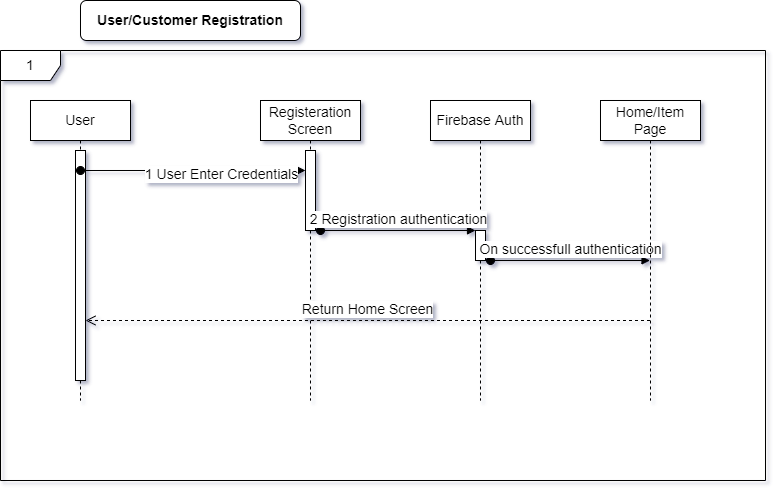 User/Customer Registration
1
User
Registeration
Screen
Firebase Auth
Home/Item
Page
1 User Enter Credentials
2 Registration authentication
On successfull authentication
Return Home Screen